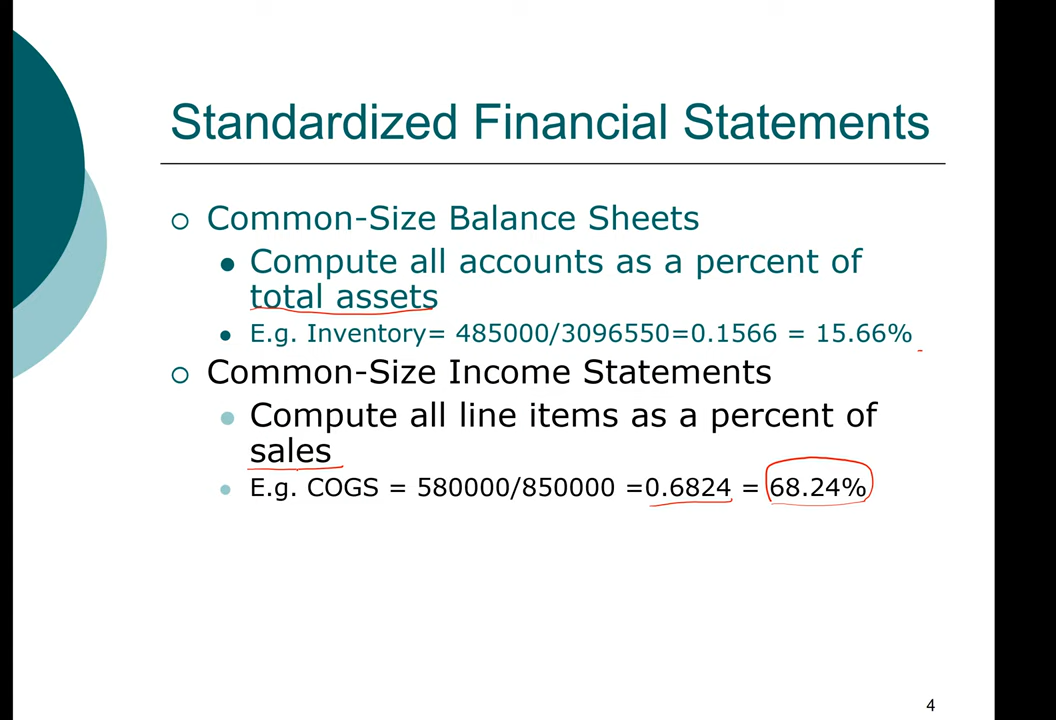 Standardized Financial Statements
Common-Size Balance Sheets
Compute all accounts as a percent of
total assets
E.g. Inventory= 485000/3096550=0.1566 = 15.66%
Common-Size Income Statements
Compute all line items as a percent of
sales
E.g. COGS = 580000/850000 =0.6824 = 68.24%
4